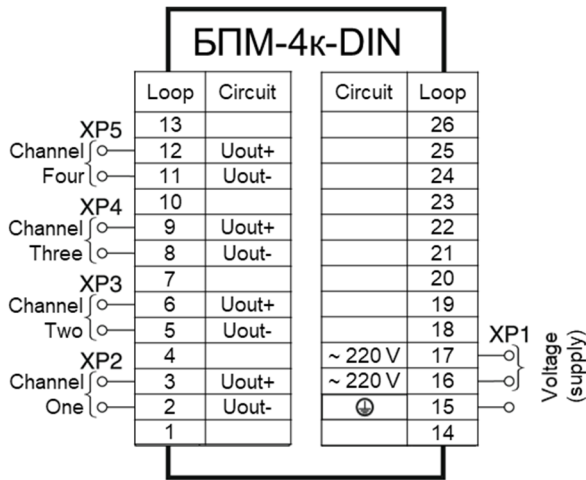 БПМ-4к-DIN
Loop Circuit Circuit Loop
XP5 13 26
Channel 12 Uout+ 25
Four 11 Uout- 24
XP4 10 23
Channel 9 Uout+ 22
Three 8 Uout- 21
XP3 7 20
Channel 6 Uout+ 19
Two 5 Uout- 18
XP2 4 ~ 220 V 17 XP1
Channel 3 Uout+ ~ 220 V 16
One 2 Uout- 15
1 14
Voltage
(supply)